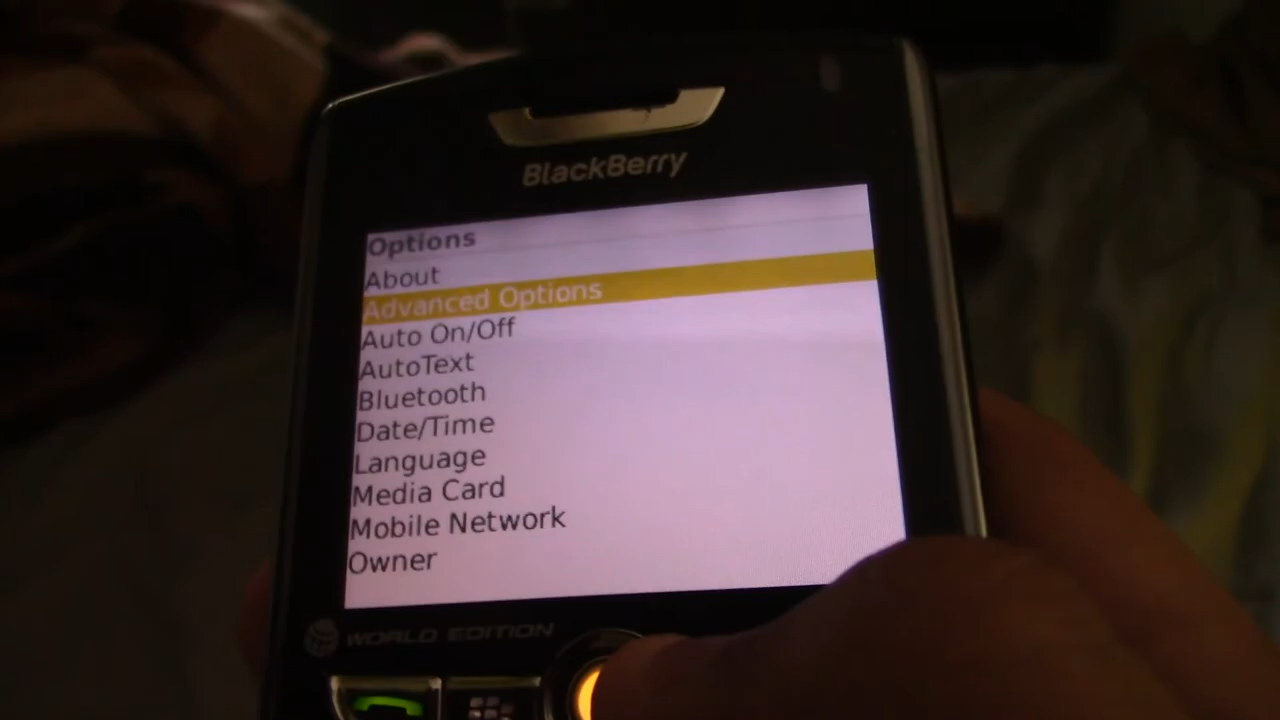 BlackBerry
Options
About
Advanced Options
Auto On/Off
AutoText
Bluetooth
Date/Time
Language
Media Card
Mobile Network
Owner
WORLD EDITION